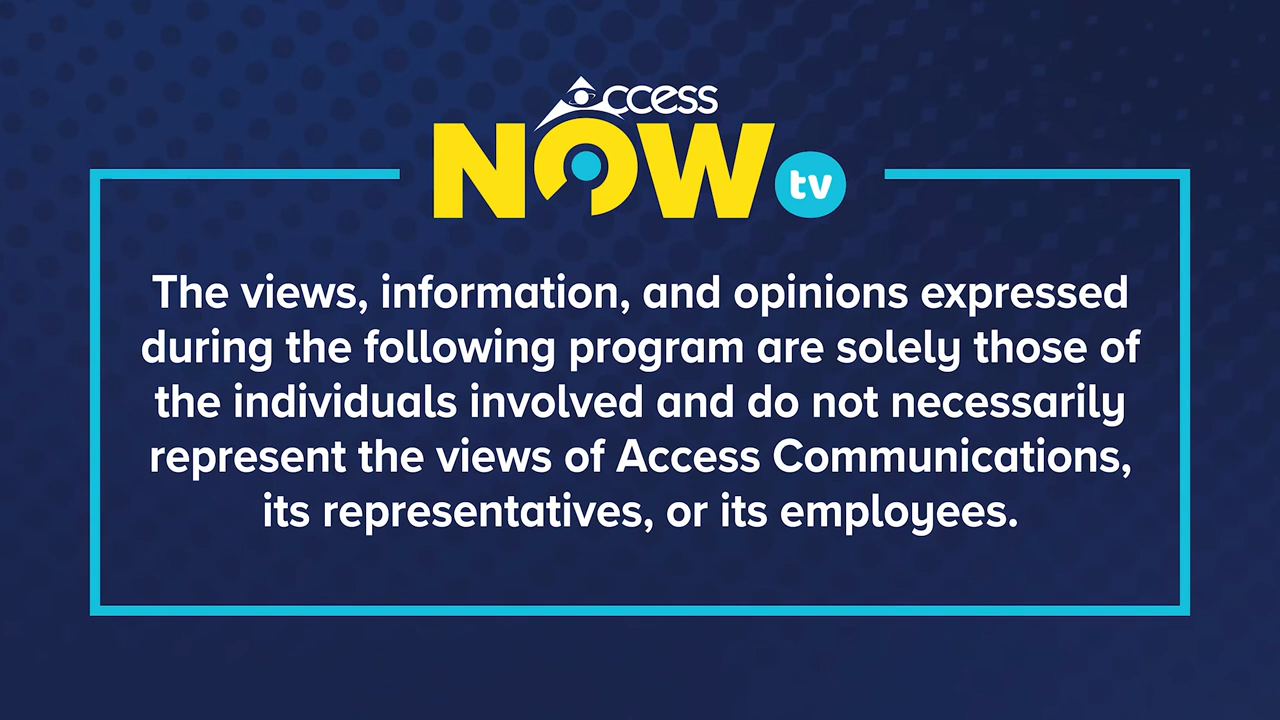 Access
NOW
tv
The views, information, and opinions expressed
during the following program are solely those of
the individuals involved and do not necessarily
represent the views of Access Communications,
its representatives, or its employees.